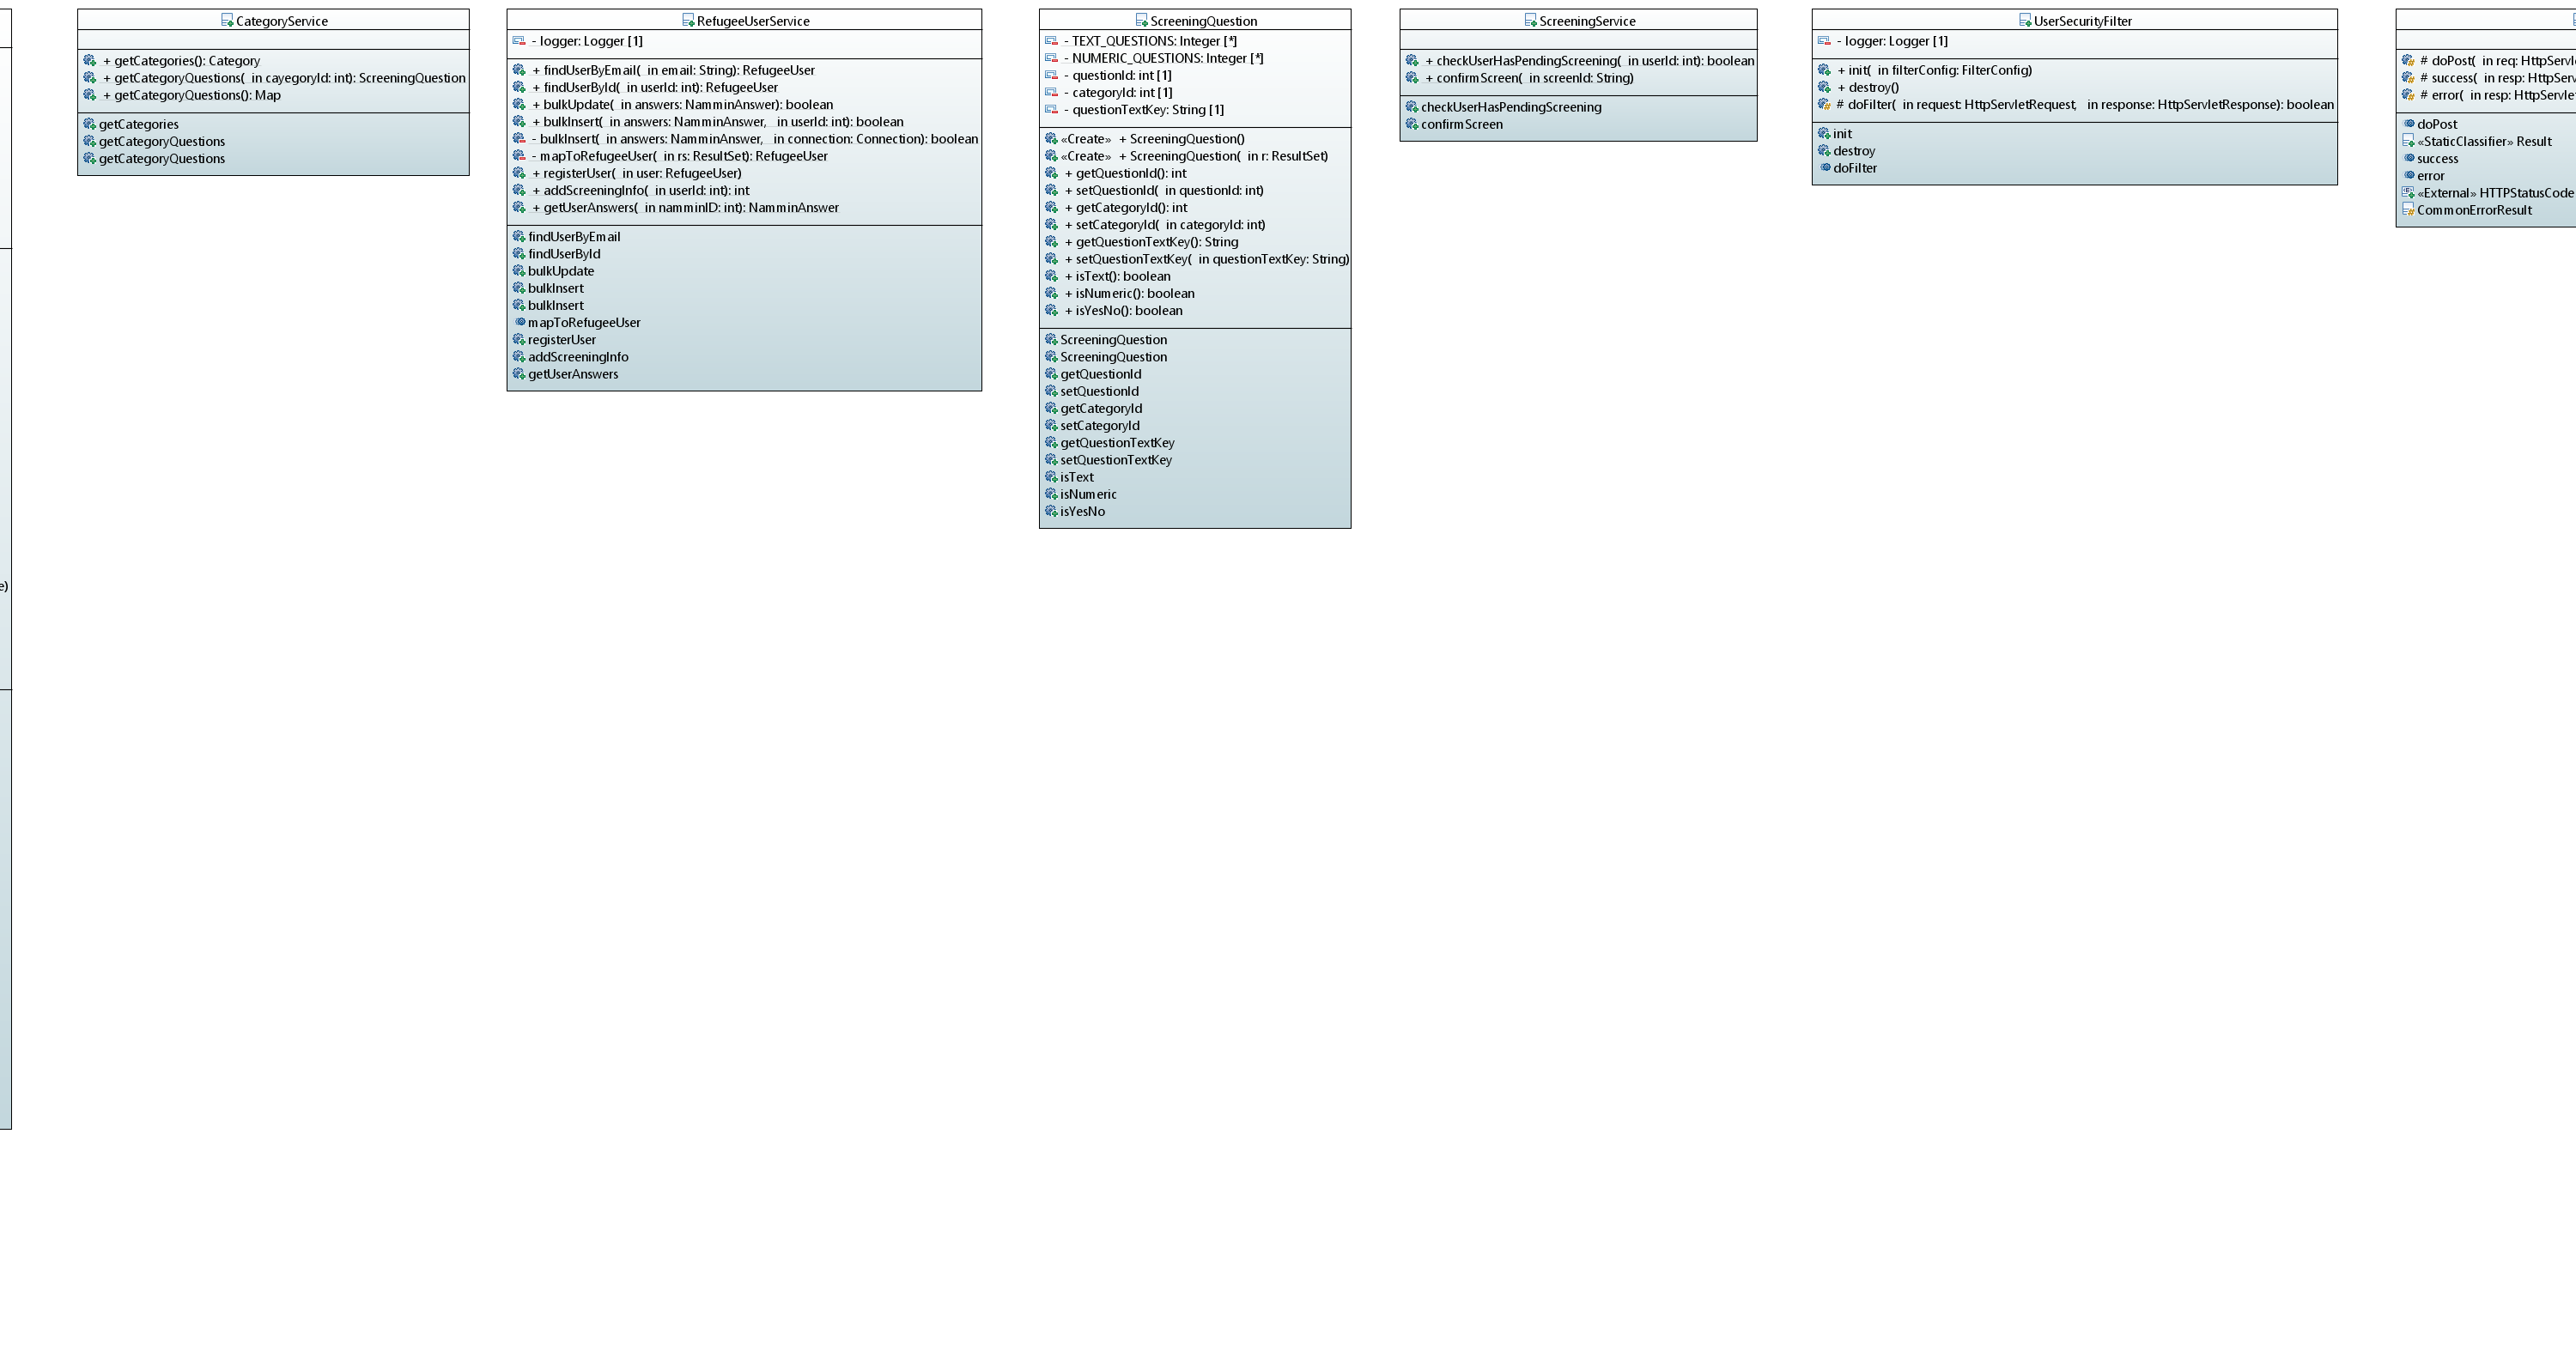 e)
CategoryService
+ getCategories(): Category
+ getCategoryQuestions( in cayegoryId: int): ScreeningQuestion
+ getCategoryQuestions(): Map
getCategories
getCategoryQuestions
getCategoryQuestions
RefugeeUserService
- logger: Logger [1]
+ findUserByEmail( in email: String): RefugeeUser
+ findUserById( in userId: int): RefugeeUser
+ bulkUpdate( in answers: NamminAnswer): boolean
+ bulkInsert( in answers: NamminAnswer, in userId: int): boolean
- bulkInsert( in answers: NamminAnswer, in connection: Connection): boolean
- mapToRefugeeUser( in rs: ResultSet): RefugeeUser
+ registerUser( in user: RefugeeUser)
+ addScreeningInfo( in userId: int): int
+ getUserAnswers( in namminID: int): NamminAnswer
findUserByEmail
findUserById
bulkUpdate
bulkInsert
bulkInsert
mapToRefugeeUser
registerUser
addScreeningInfo
getUserAnswers
ScreeningQuestion
- TEXT_QUESTIONS: Integer [*]
- NUMERIC_QUESTIONS: Integer [*]
- questionId: int [1]
- categoryId: int [1]
- questionTextKey: String [1]
«Create» + ScreeningQuestion()
«Create» + ScreeningQuestion( in r: ResultSet)
+ getQuestionId(): int
+ setQuestionId( in questionId: int)
+ getCategoryId(): int
+ setCategoryId( in categoryId: int)
+ getQuestionTextKey(): String
+ setQuestionTextKey( in questionTextKey: String)
+ isText(): boolean
+ isNumeric(): boolean
+ isYesNo(): boolean
ScreeningQuestion
ScreeningQuestion
getQuestionId
setQuestionId
getCategoryId
setCategoryId
getQuestionTextKey
setQuestionTextKey
isText
isNumeric
isYesNo
ScreeningService
+ checkUserHasPendingScreening( in userId: int): boolean
+ confirmScreen( in screenId: String)
checkUserHasPendingScreening
confirmScreen
UserSecurityFilter
- logger: Logger [1]
+ init( in filterConfig: FilterConfig)
+ destroy()
# doFilter( in request: HttpServletRequest, in response: HttpServletResponse): boolean
init
destroy
doFilter
# doPost( in req: HttpServl
# success( in resp: HttpServ
# error( in resp: HttpServlet
doPost
«StaticClassifier» Result
success
error
«External» HTTPStatusCode
CommonErrorResult